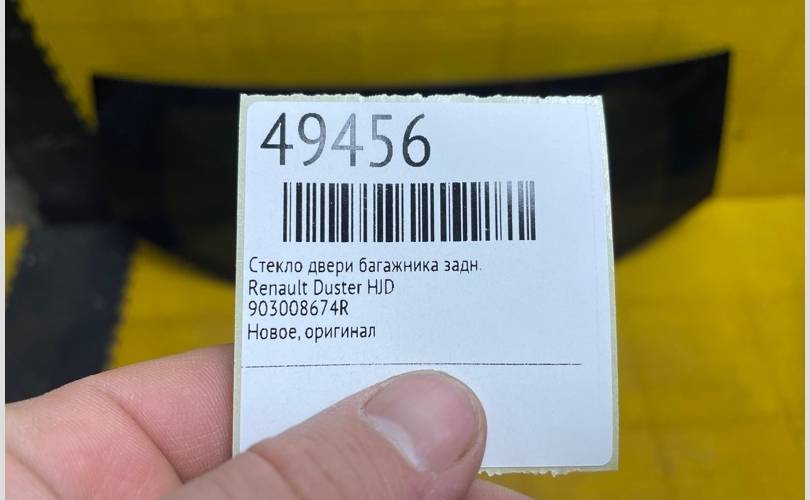 49456
Стекло двери багажника задн.
Renault Duster HJD
903008674R
Новое, оригинал